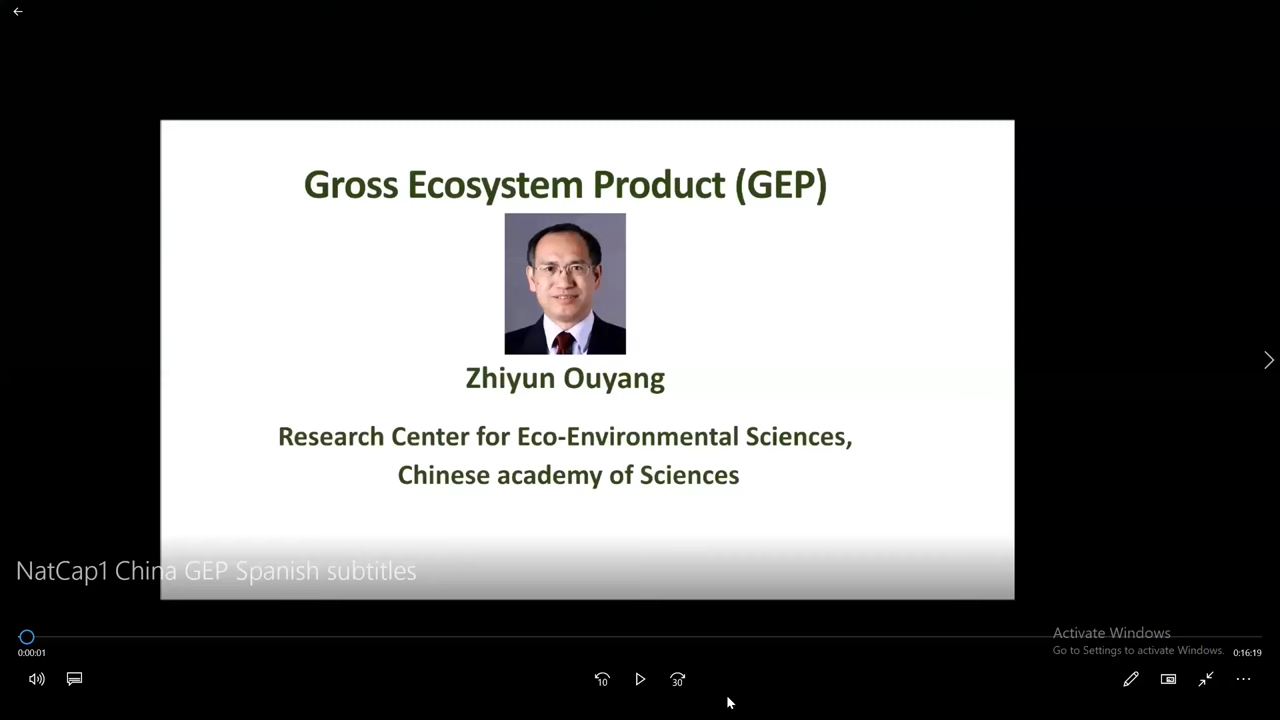 Gross Ecosystem Product (GEP)
Zhiyun Ouyang
Research Center for Eco-Environmental Sciences,
Chinese academy of Sciences
NatCap1 China GEP Spanish subtitles
Activate Windows
Go to Settings to activate Windows.
0:00:01
0:16:19
10
30